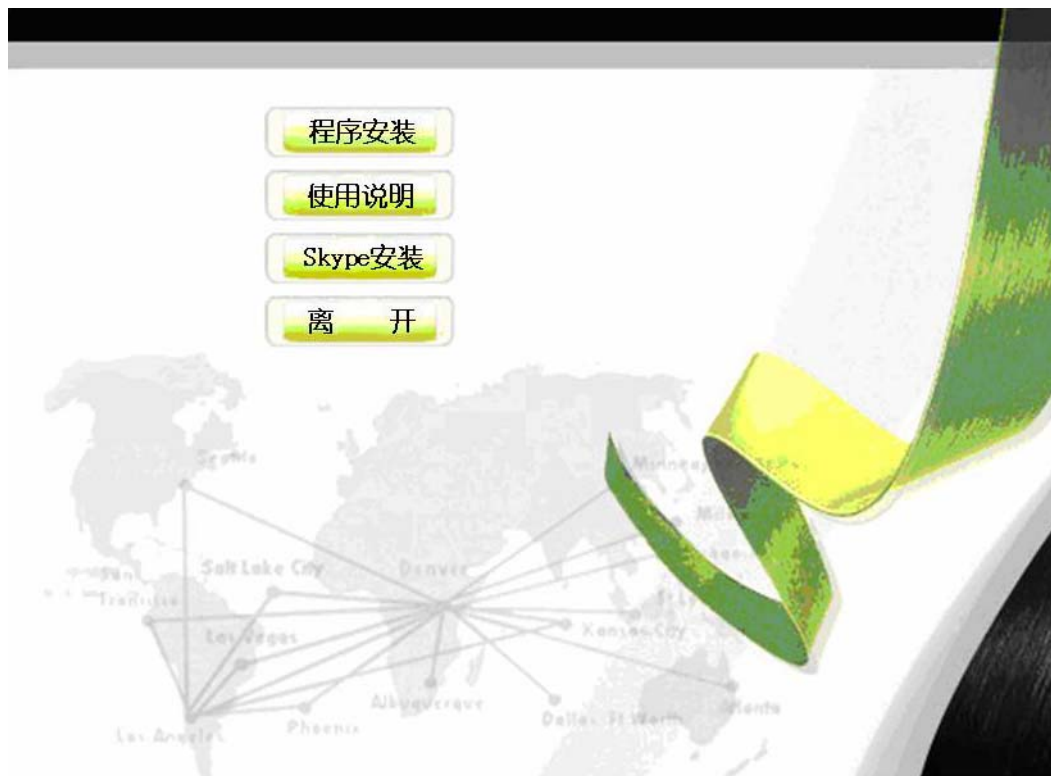 程序安装
使用说明
Skype安装
离 开
Seattle
Salt Lake City
Denver
San
Las Vegas
Kansas City
Albuquerque
Phoenix
Dallas Ft Worth
Los Angeles